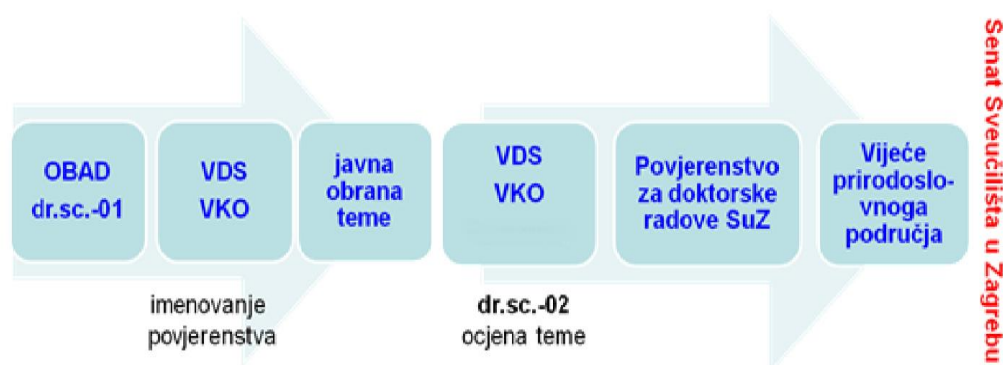 OBAD
dr.sc.-01
VDS
VKO
imenovanje
povjerenstva
javna
obrana
teme
VDS
VKO
dr.sc.-02
ocjena teme
Povjerenstvo
za doktorske
radove SuZ
Vijeće
prirodoslo-
vnoga
područja
Senat Sveučilišta u Zagrebu